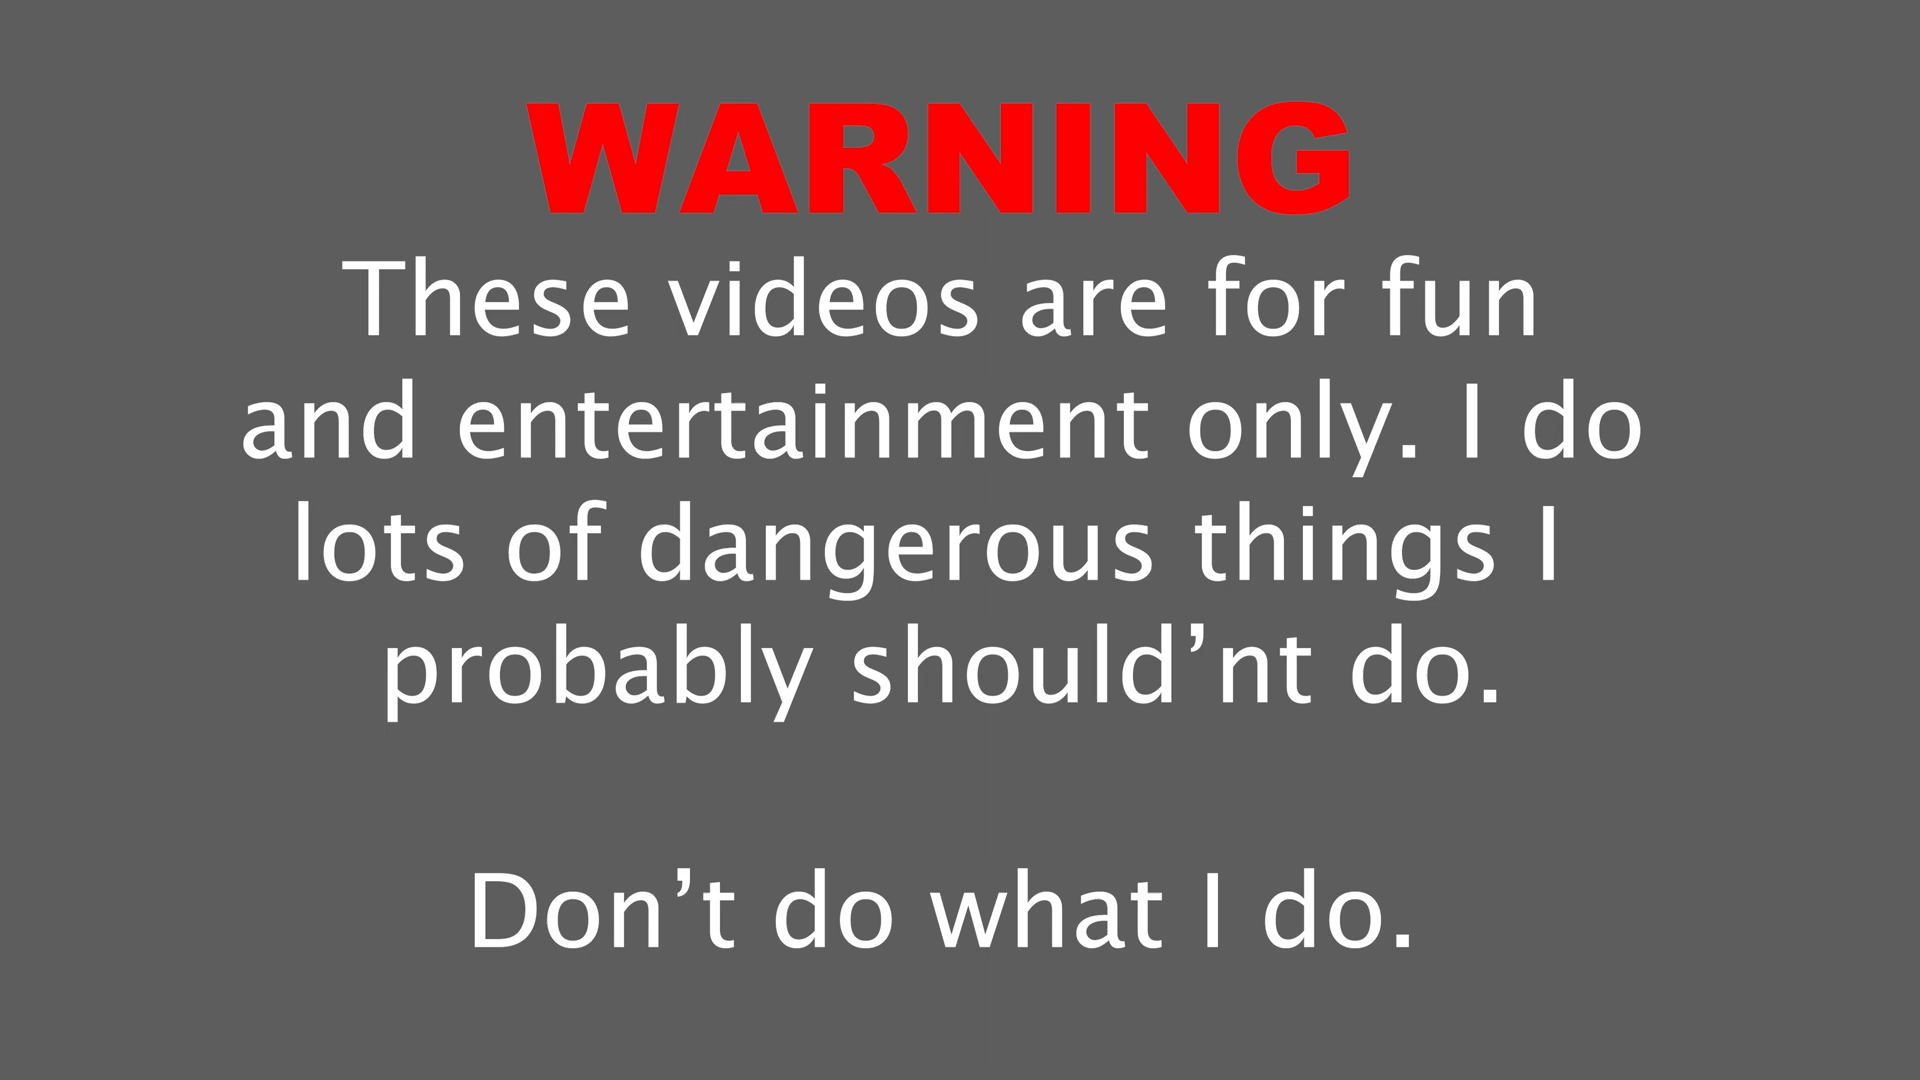 WARNING
These videos are for fun
and entertainment only. I do
lots of dangerous things I
probably should’nt do.
Don’t do what I do.